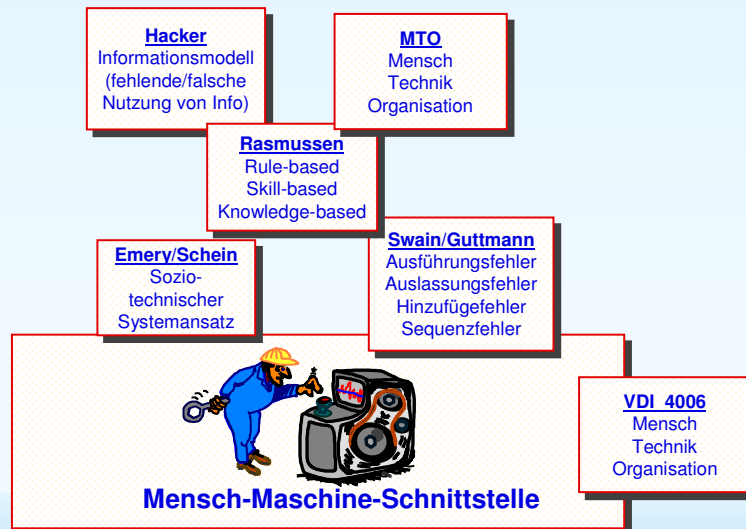 Hacker
Informationsmodell
(fehlende/falsche
Nutzung von Info)
MTO
Mensch
Technik
Organisation
Rasmussen
Rule-based
Skill-based
Knowledge-based
Emery/Schein
Sozio-
technischer
Systemansatz
Swain/Guttmann
Ausführungsfehler
Auslassungsfehler
Hinzufügefehler
Sequenzfehler
VDI 4006
Mensch
Technik
Organisation
Mensch-Maschine-Schnittstelle